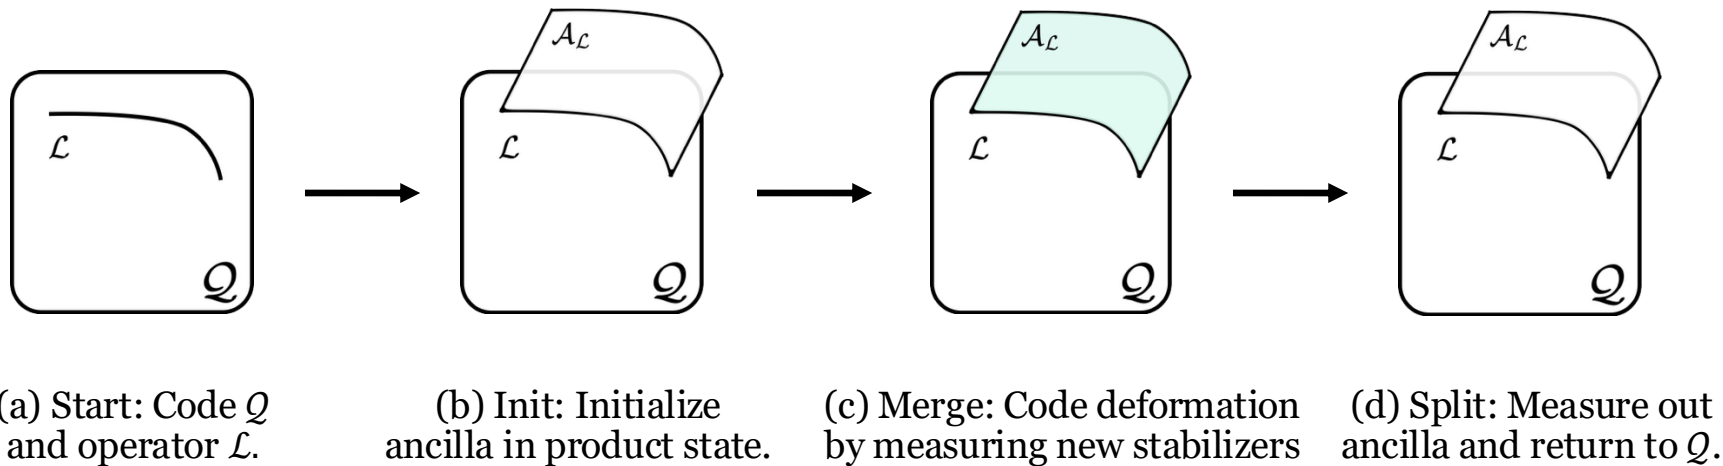 𝒜ℒ
𝒜ℒ
𝒜ℒ
ℒ
ℒ
ℒ
ℒ
𝒬
𝒬
𝒬
𝒬
(a) Start: Code 𝒬
and operator ℒ.
(b) Init: Initialize
ancilla in product state.
(c) Merge: Code deformation
by measuring new stabilizers
(d) Split: Measure out
ancilla and return to 𝒬.